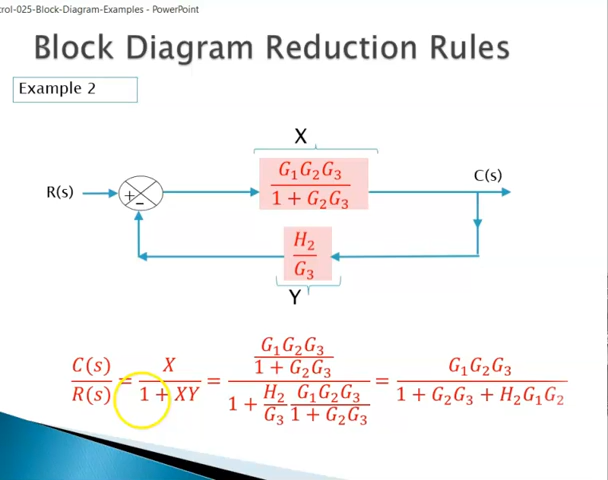 trol-025-Block-Diagram-Examples - PowerPoint
Block Diagram Reduction Rules
Example 2
X
R(s)
+
−
G₁G₂G₃
1 + G₂G₃
C(s)
H₂
G₃
Y
C(s)/R(s) = X/(1 + XY) = (G₁G₂G₃/(1 + G₂G₃))/(1 + (H₂/G₃)(G₁G₂G₃/(1 + G₂G₃))) = G₁G₂G₃/(1 + G₂G₃ + H₂G₁G₂)